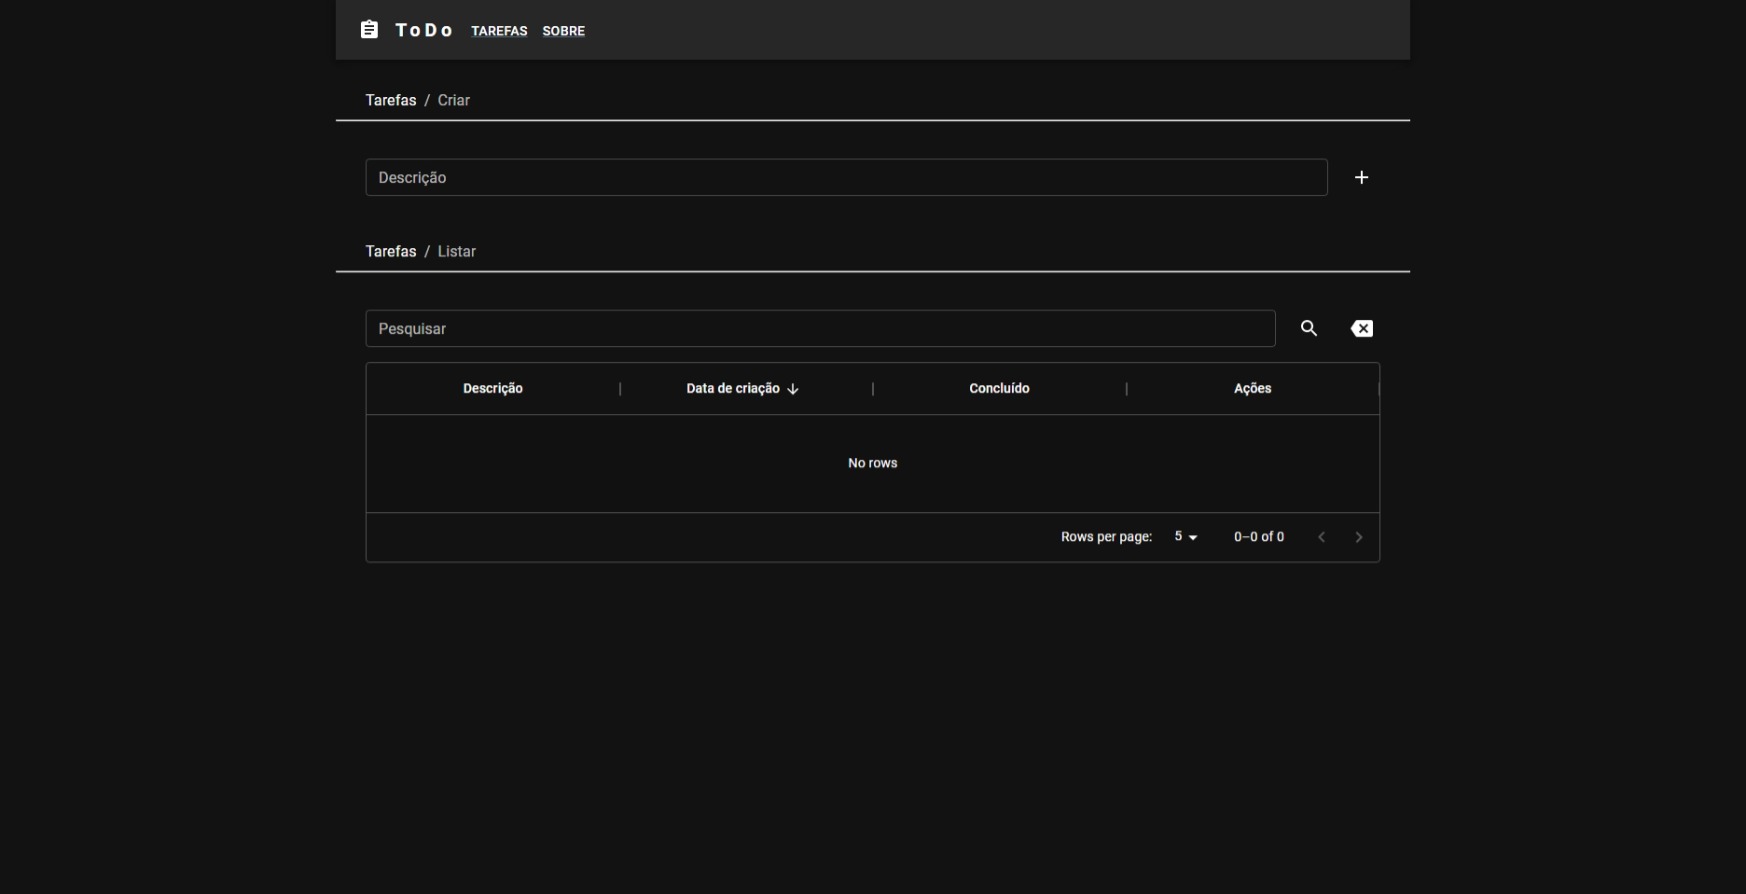 ToDo TAREFAS SOBRE
Tarefas / Criar
Descrição
Tarefas / Listar
Pesquisar
Descrição Data de criação Concluído Ações
No rows
Rows per page: 5 0–0 of 0